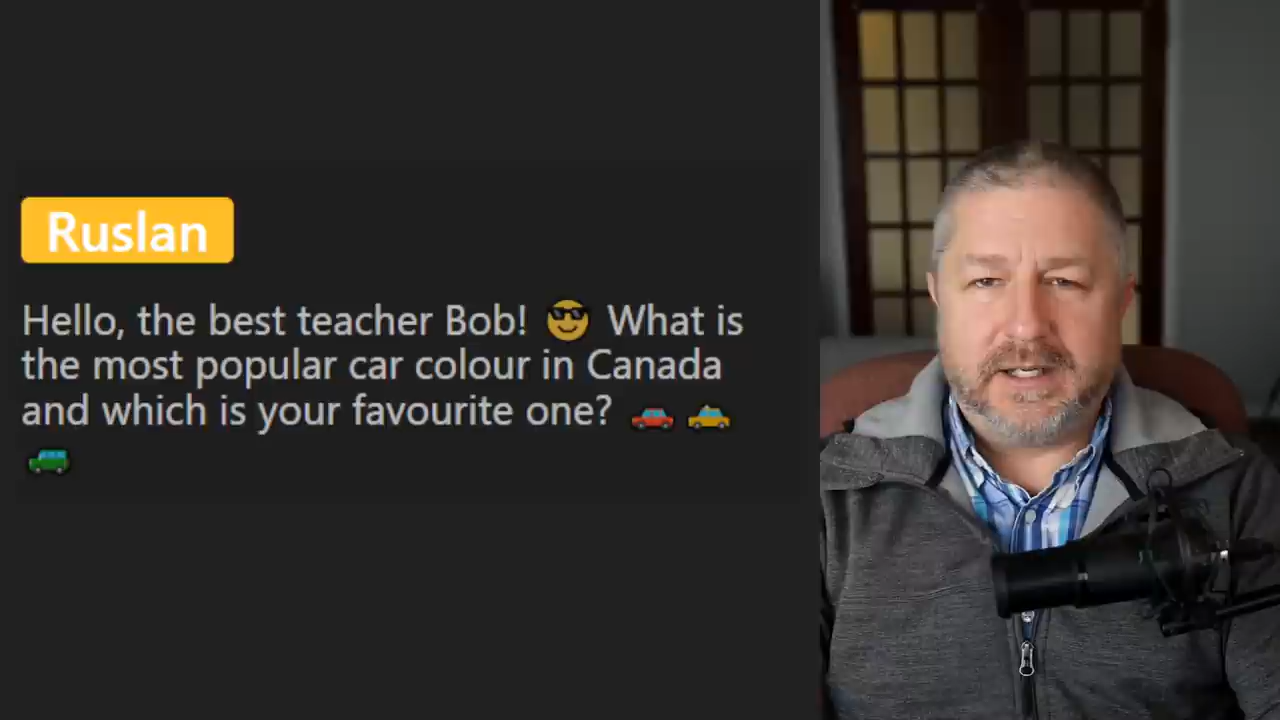 Ruslan
Hello, the best teacher Bob! 😎 What is
the most popular car colour in Canada
and which is your favourite one? 🚗 🚕
🚙